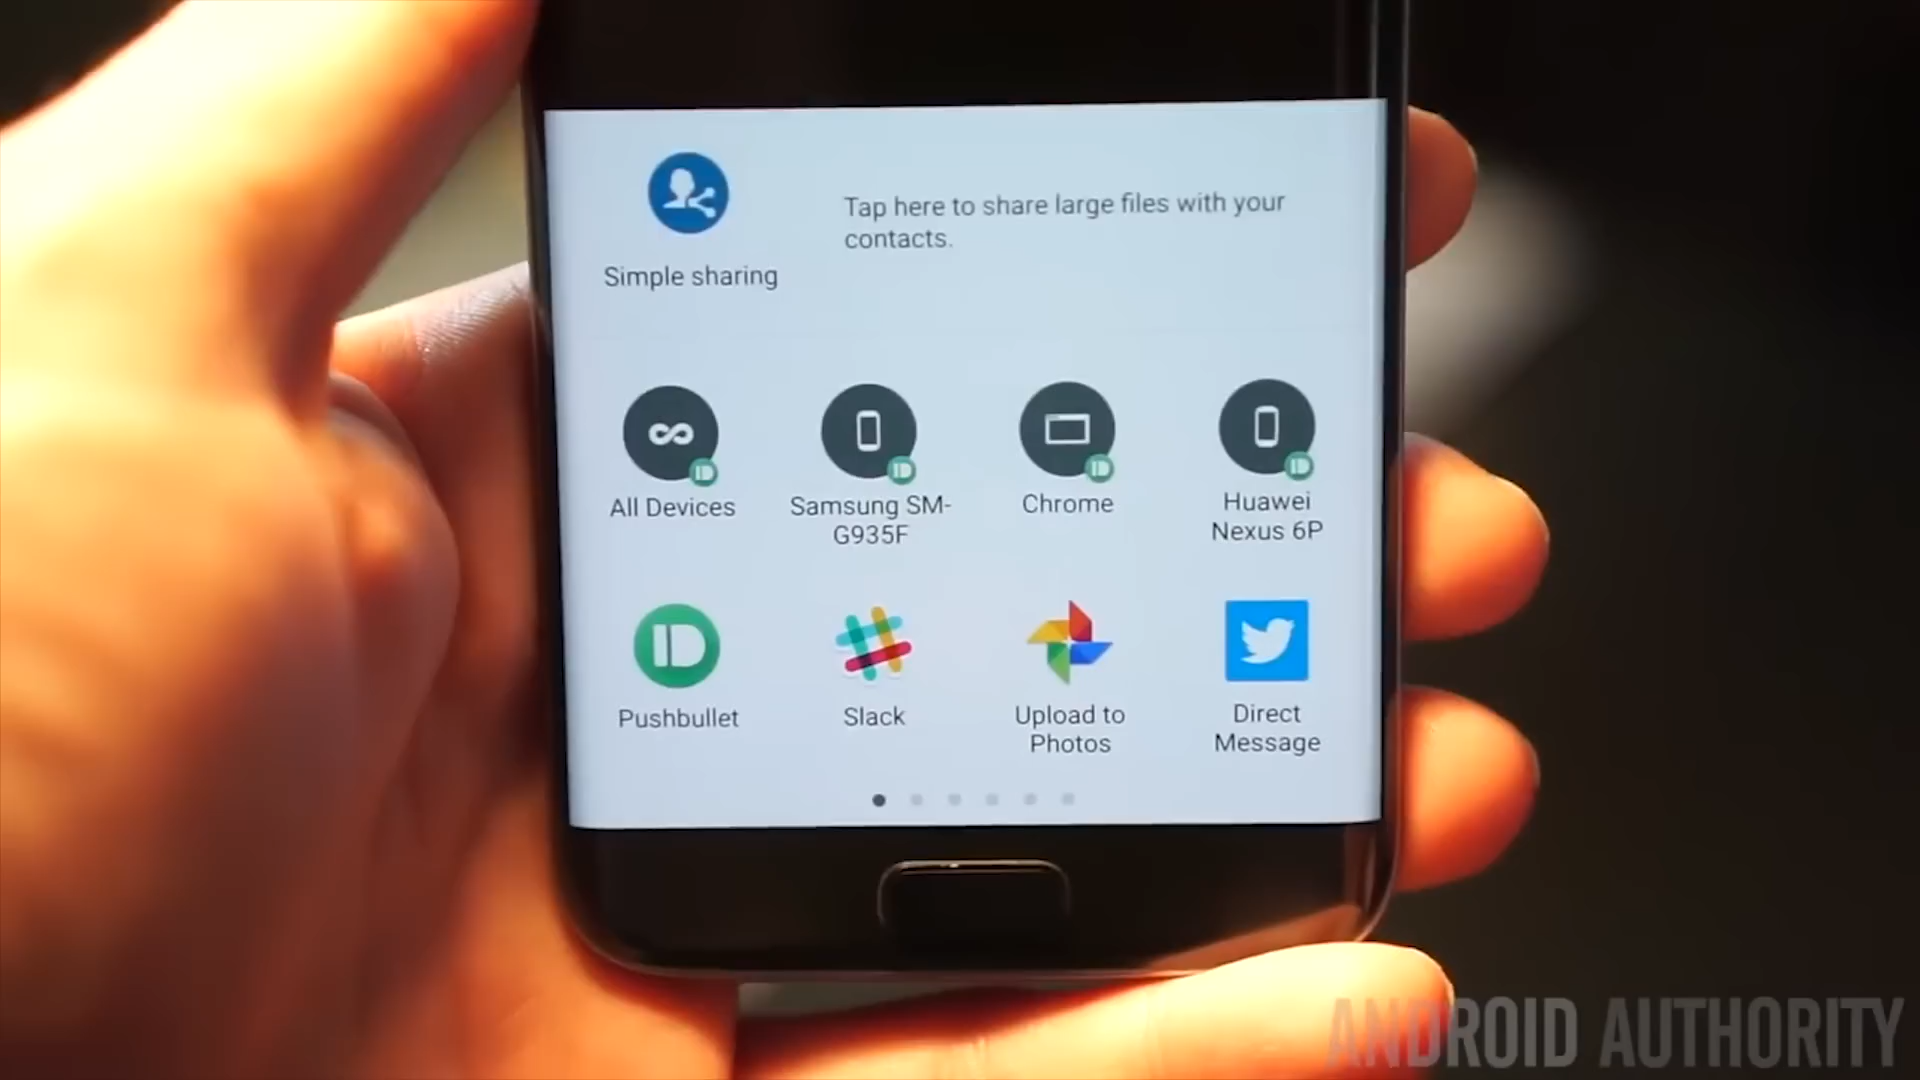 Tap here to share large files with your
contacts.
Simple sharing
All Devices
Samsung SM-
G935F
Chrome
Huawei
Nexus 6P
Pushbullet
Slack
Upload to
Photos
Direct
Message
ANDROID AUTHORITY